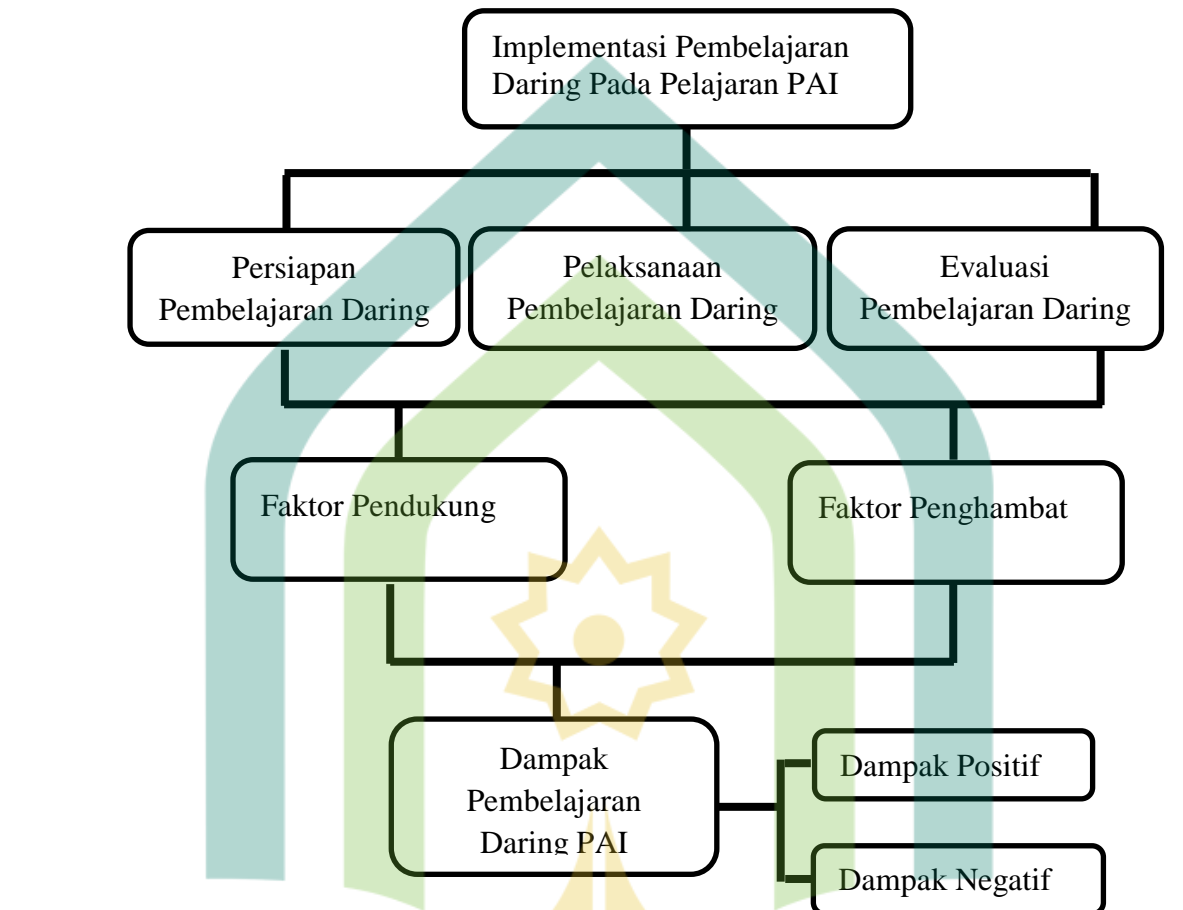 Implementasi Pembelajaran
Daring Pada Pelajaran PAI
Persiapan
Pembelajaran Daring
Pelaksanaan
Pembelajaran Daring
Evaluasi
Pembelajaran Daring
Faktor Pendukung
Faktor Penghambat
Dampak
Pembelajaran
Daring PAI
Dampak Positif
Dampak Negatif